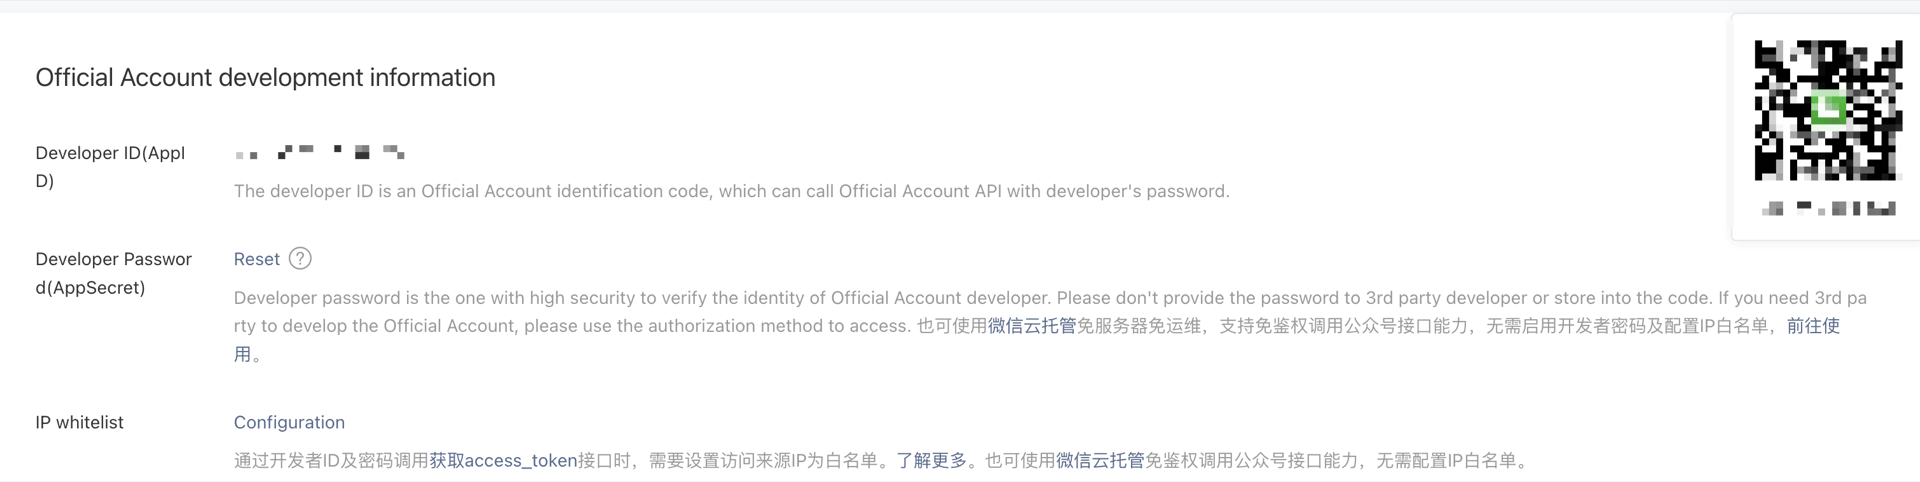 Official Account development information
Developer ID(AppI
D)
The developer ID is an Official Account identification code, which can call Official Account API with developer's password.
Developer Passwor
d(AppSecret)
Reset ?
Developer password is the one with high security to verify the identity of Official Account developer. Please don't provide the password to 3rd party developer or store into the code. If you need 3rd pa
rty to develop the Official Account, please use the authorization method to access. 也可使用微信云托管免服务器免运维，支持免鉴权调用公众号接口能力，无需启用开发者密码及配置IP白名单，前往使
用。
IP whitelist
Configuration
通过开发者ID及密码调用获取access_token接口时，需要设置访问来源IP为白名单。了解更多。也可使用微信云托管免鉴权调用公众号接口能力，无需配置IP白名单。